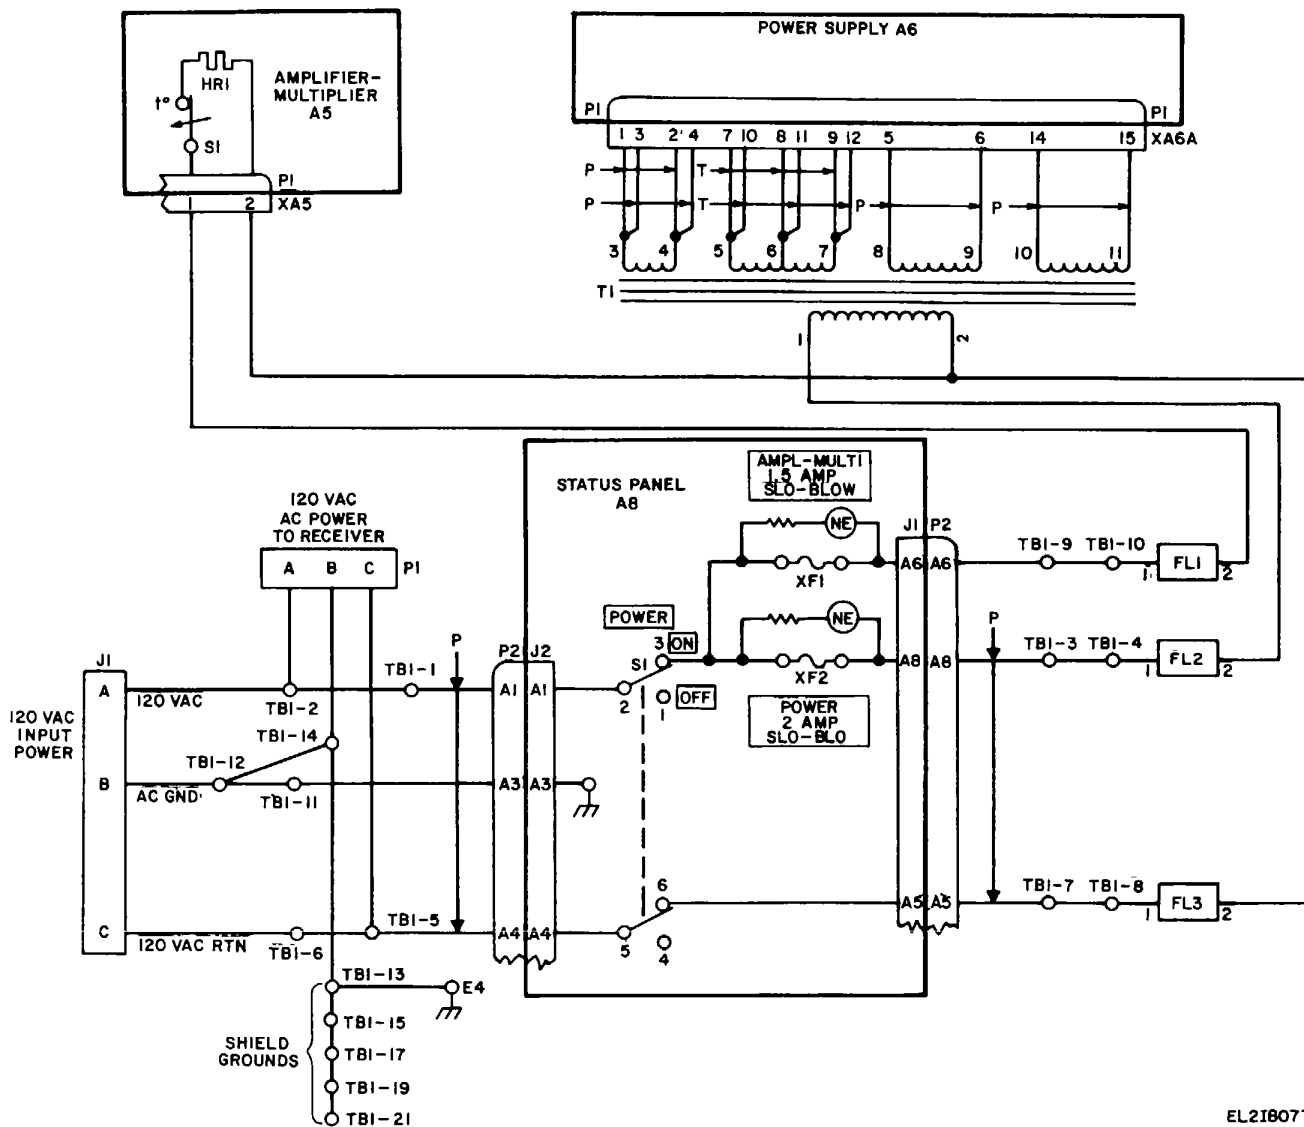 POWER SUPPLY A6
AMPLIFIER-
MULTIPLIER
A5
HR1
t°
S1
P1
XA5
1 2
P1 P1
1 3 2 4 7 10 8 11 9 12 5 6 14 15 XA6A
P T
P T P P
3 4 5 6 7 8 9 10 11
T1
1 2
STATUS PANEL
A8
AMPL-MULTI
1.5 AMP
SLO-BLOW
NE
XF1
J1 P2
A6 A6
TB1-9 TB1-10
1 FL1 2
120 VAC
AC POWER
TO RECEIVER
A B C P1
POWER
3 ON
S1
2
1 OFF
NE
XF2
POWER
2 AMP
SLO-BLO
A8 A8
P
TB1-3 TB1-4
1 FL2 2
J1
120 VAC
INPUT
POWER
A
120 VAC
TB1-2
TB1-1
P
P2 J2
A1 A1
TB1-14
TB1-12
B
AC GND
TB1-11
A3 A3
C
120 VAC RTN
TB1-6
TB1-5
A4 A4
6
5
4
A5 A5
TB1-7 TB1-8
1 FL3 2
TB1-13
E4
SHIELD
GROUNDS
TB1-15
TB1-17
TB1-19
TB1-21